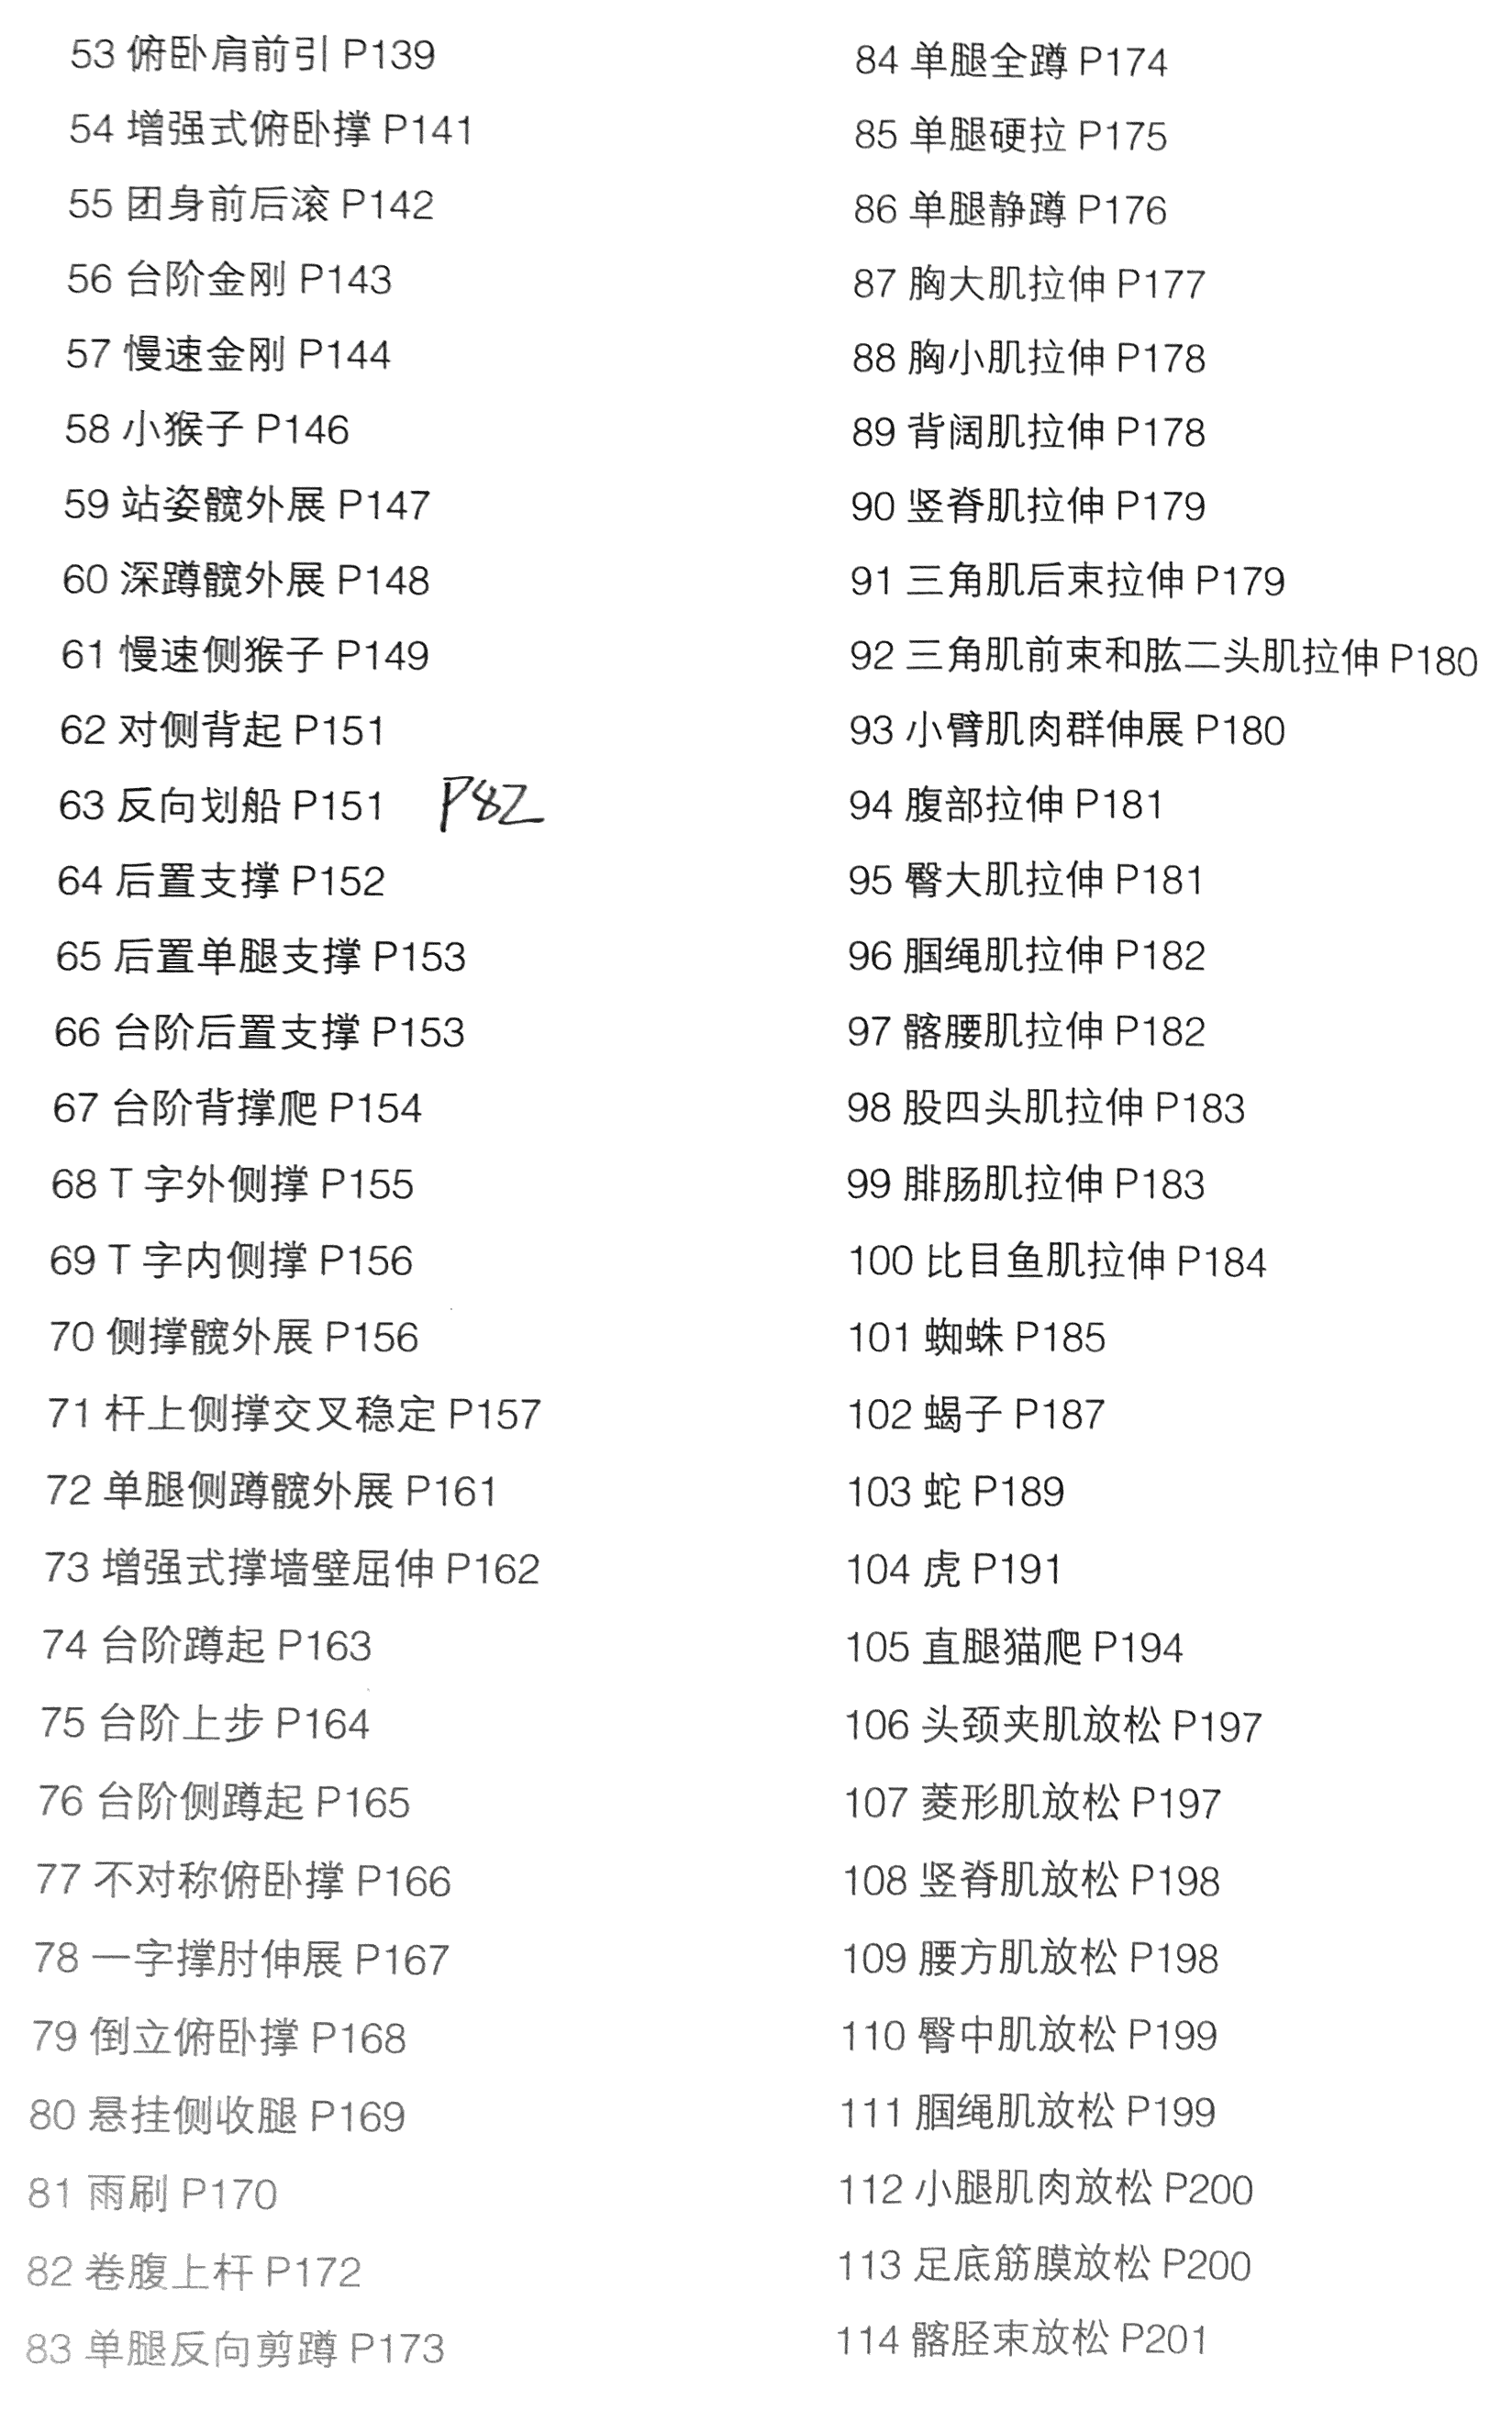 53 俯卧肩前引 P139
54 增强式俯卧撑 P141
55 团身前后滚 P142
56 台阶金刚 P143
57 慢速金刚 P144
58 小猴子 P146
59 站姿髋外展 P147
60 深蹲髋外展 P148
61 慢速侧猴子 P149
62 对侧背起 P151
63 反向划船 P151 P82
64 后置支撑 P152
65 后置单腿支撑 P153
66 台阶后置支撑 P153
67 台阶背撑爬 P154
68 T 字外侧撑 P155
69 T 字内侧撑 P156
70 侧撑髋外展 P156
71 杆上侧撑交叉稳定 P157
72 单腿侧蹲髋外展 P161
73 增强式撑墙壁屈伸 P162
74 台阶蹲起 P163
75 台阶上步 P164
76 台阶侧蹲起 P165
77 不对称俯卧撑 P166
78 一字撑肘伸展 P167
79 倒立俯卧撑 P168
80 悬挂侧收腿 P169
81 雨刷 P170
82 卷腹上杆 P172
83 单腿反向剪蹲 P173
84 单腿全蹲 P174
85 单腿硬拉 P175
86 单腿静蹲 P176
87 胸大肌拉伸 P177
88 胸小肌拉伸 P178
89 背阔肌拉伸 P178
90 竖脊肌拉伸 P179
91 三角肌后束拉伸 P179
92 三角肌前束和肱二头肌拉伸 P180
93 小臂肌肉群伸展 P180
94 腹部拉伸 P181
95 臀大肌拉伸 P181
96 腘绳肌拉伸 P182
97 髂腰肌拉伸 P182
98 股四头肌拉伸 P183
99 腓肠肌拉伸 P183
100 比目鱼肌拉伸 P184
101 蜘蛛 P185
102 蝎子 P187
103 蛇 P189
104 虎 P191
105 直腿猫爬 P194
106 头颈夹肌放松 P197
107 菱形肌放松 P197
108 竖脊肌放松 P198
109 腰方肌放松 P198
110 臀中肌放松 P199
111 腘绳肌放松 P199
112 小腿肌肉放松 P200
113 足底筋膜放松 P200
114 髂胫束放松 P201